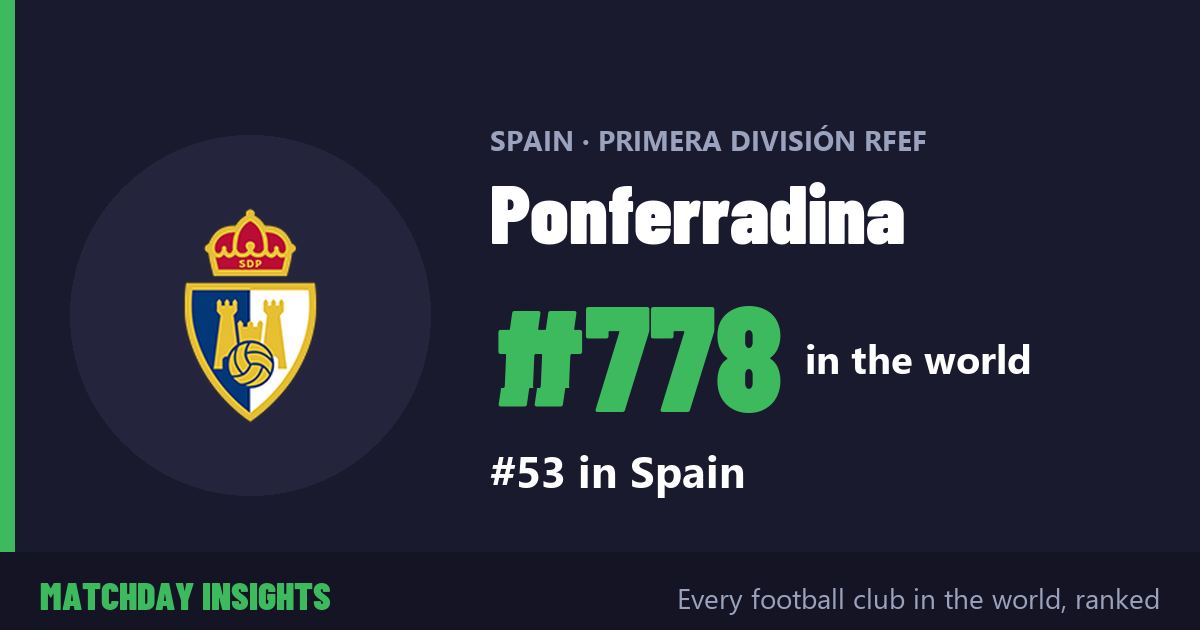 SPAIN · PRIMERA DIVISIÓN RFEF
Ponferradina
SDP
#778 in the world
#53 in Spain
MATCHDAY INSIGHTS
Every football club in the world, ranked